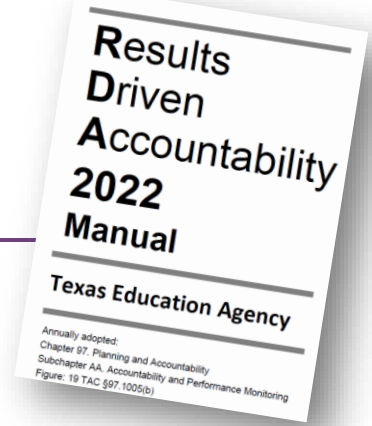 Results
Driven
Accountability
2022
Manual
Texas Education Agency
Annually adopted:
Chapter 97. Planning and Accountability
Subchapter AA. Accountability and Performance Monitoring
Figure: 19 TAC §97.1005(b)